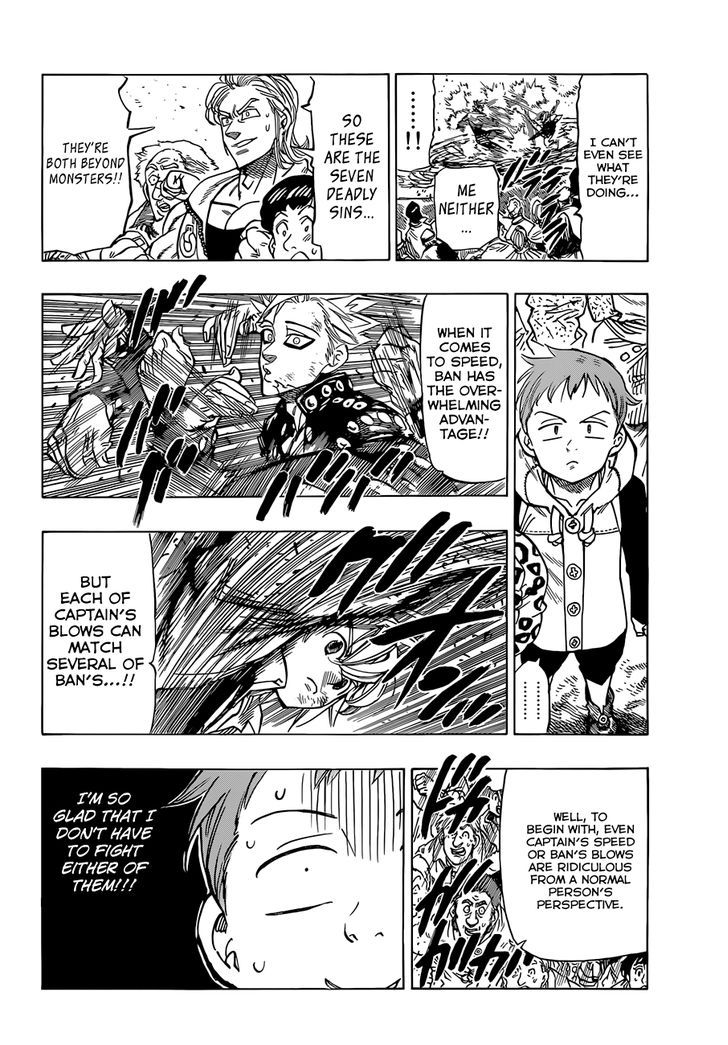 I CAN'T
EVEN SEE
WHAT
THEY'RE
DOING...
.......!!
ME
NEITHER
...
SO
THESE
ARE THE
SEVEN
DEADLY
SINS...
THEY'RE
BOTH BEYOND
MONSTERS!!
WHEN IT
COMES
TO SPEED,
BAN HAS
THE OVER-
WHELMING
ADVAN-
TAGE!!
BUT
EACH OF
CAPTAIN'S
BLOWS CAN
MATCH
SEVERAL OF
BAN'S...!!
WELL, TO
BEGIN WITH, EVEN
CAPTAIN'S SPEED
OR BAN'S BLOWS
ARE RIDICULOUS
FROM A NORMAL
PERSON'S
PERSPECTIVE.
I'M SO
GLAD THAT I
DON'T HAVE
TO FIGHT
EITHER OF
THEM!!!